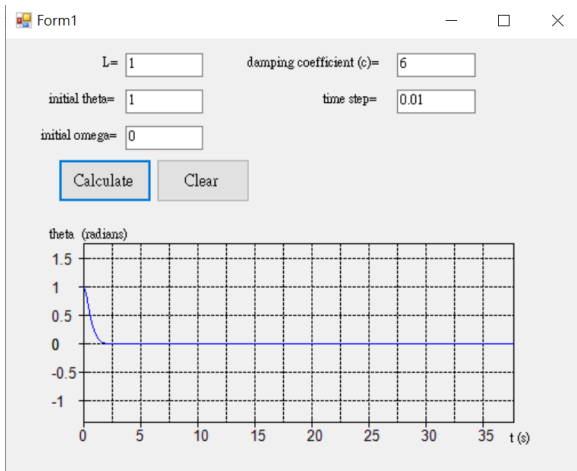 Form1
L= 1 damping coefficient (c)= 6
initial theta= 1 time step= 0.01
initial omega= 0
Calculate Clear
theta (radians)
1.5
1
0.5
0
-0.5
-1
0 5 10 15 20 25 30 35 t (s)